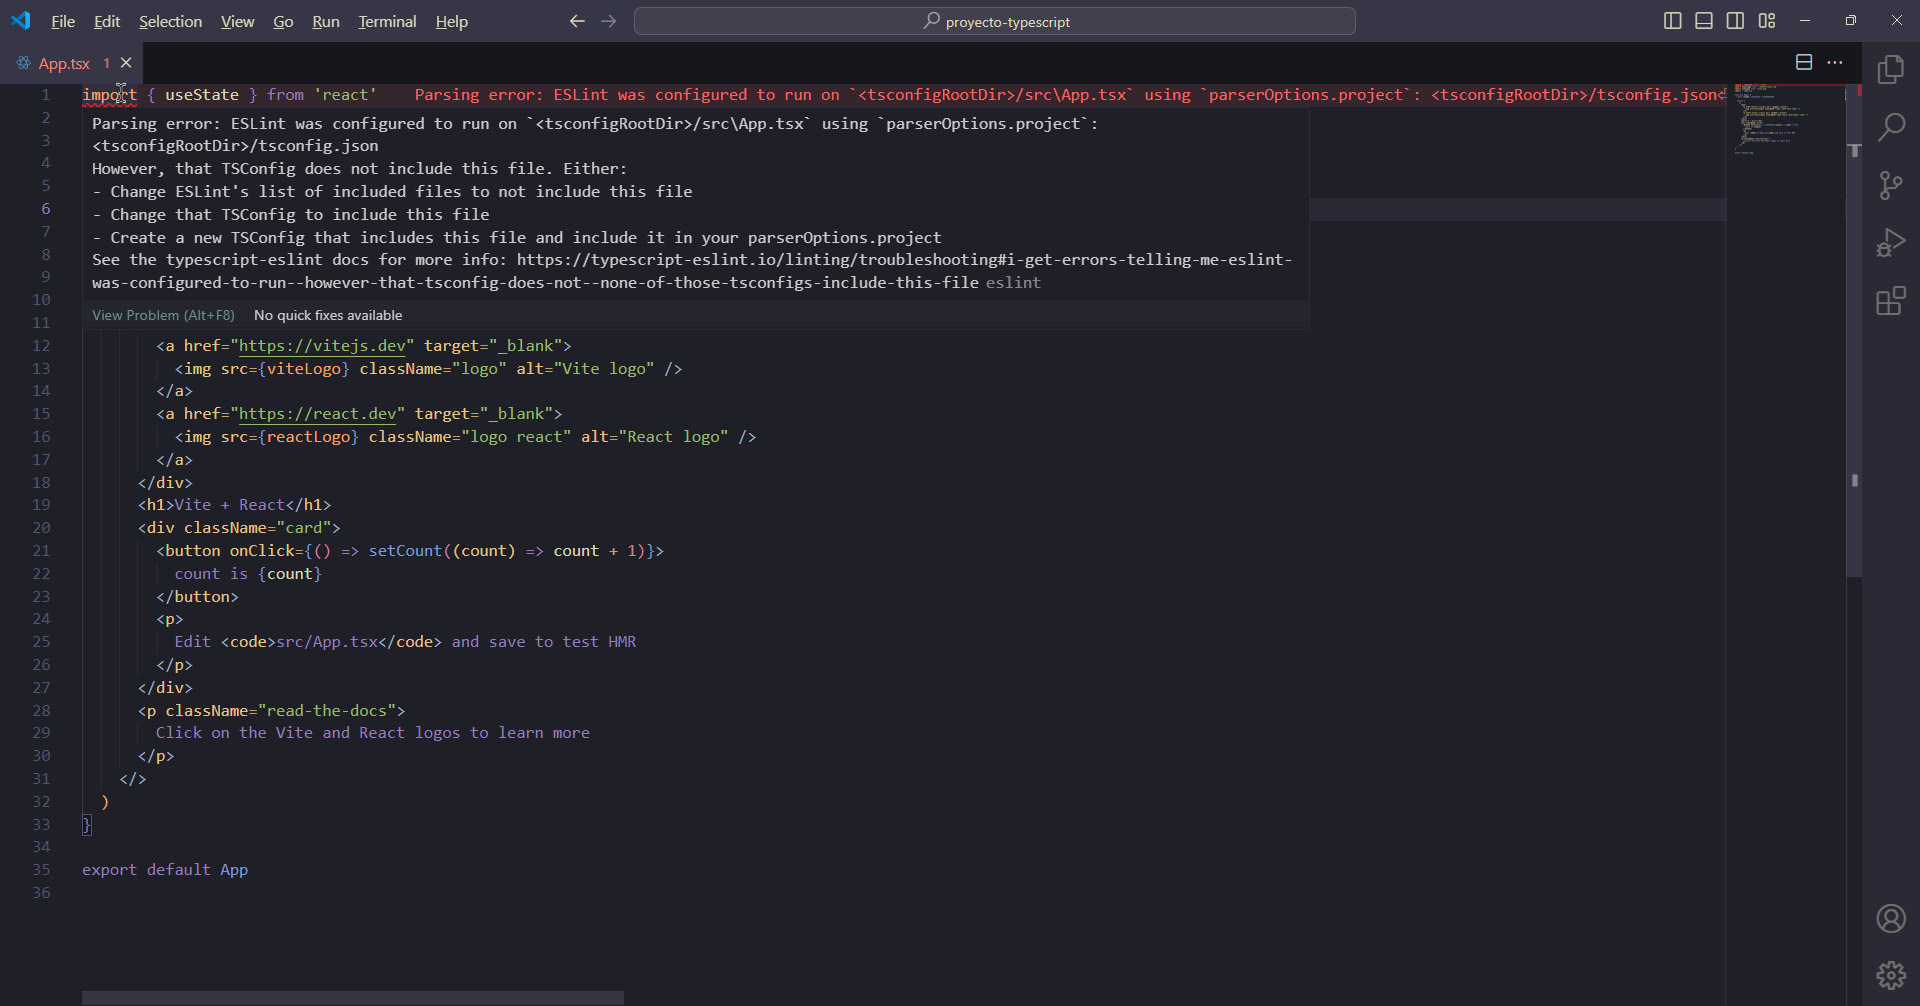 File Edit Selection View Go Run Terminal Help
proyecto-typescript
App.tsx 1
1 import { useState } from 'react' Parsing error: ESLint was configured to run on `<tsconfigRootDir>/src\App.tsx` using `parserOptions.project`: <tsconfigRootDir>/tsconfig.json
2
Parsing error: ESLint was configured to run on `<tsconfigRootDir>/src\App.tsx` using `parserOptions.project`:
3
<tsconfigRootDir>/tsconfig.json
4
However, that TSConfig does not include this file. Either:
5
- Change ESLint's list of included files to not include this file
6
- Change that TSConfig to include this file
7
- Create a new TSConfig that includes this file and include it in your parserOptions.project
8
See the typescript-eslint docs for more info: https://typescript-eslint.io/linting/troubleshooting#i-get-errors-telling-me-eslint-
9
was-configured-to-run--however-that-tsconfig-does-not--none-of-those-tsconfigs-include-this-file eslint
10
View Problem (Alt+F8) No quick fixes available
11
12 <a href="https://vitejs.dev" target="_blank">
13 <img src={viteLogo} className="logo" alt="Vite logo" />
14 </a>
15 <a href="https://react.dev" target="_blank">
16 <img src={reactLogo} className="logo react" alt="React logo" />
17 </a>
18 </div>
19 <h1>Vite + React</h1>
20 <div className="card">
21 <button onClick={() => setCount((count) => count + 1)}>
22 count is {count}
23 </button>
24 <p>
25 Edit <code>src/App.tsx</code> and save to test HMR
26 </p>
27 </div>
28 <p className="read-the-docs">
29 Click on the Vite and React logos to learn more
30 </p>
31 </>
32 )
33 }
34
35 export default App
36